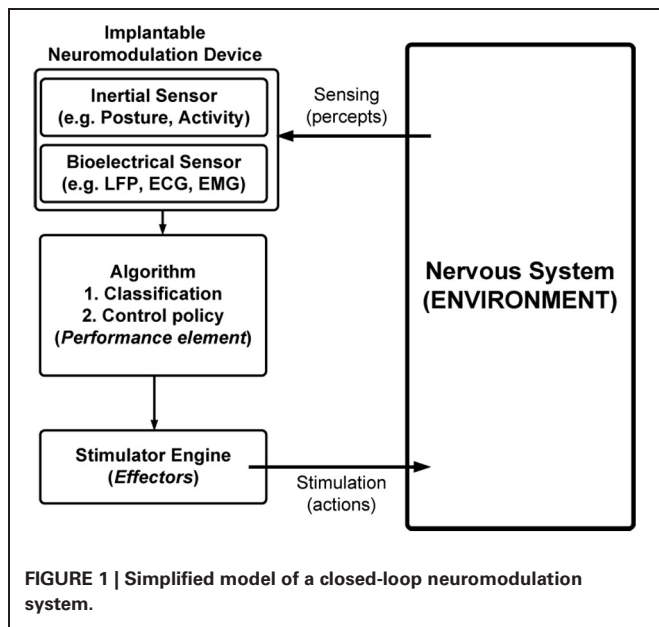 Implantable
Neuromodulation Device
Inertial Sensor
(e.g. Posture, Activity)
Bioelectrical Sensor
(e.g. LFP, ECG, EMG)
Sensing
(percepts)
Algorithm
1. Classification
2. Control policy
(Performance element)
Nervous System
(ENVIRONMENT)
Stimulator Engine
(Effectors)
Stimulation
(actions)
FIGURE 1 | Simplified model of a closed-loop neuromodulation
system.